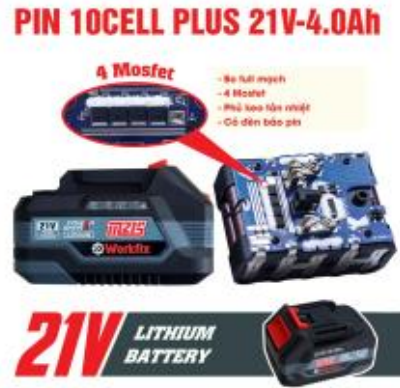 PIN 10CELL PLUS 21V-4.0Ah
4 Mosfet
- Bo full mạch
- 4 Mosfet
- Phủ keo tản nhiệt
- Có đèn báo pin
21V
Workfix
21V LITHIUM
BATTERY